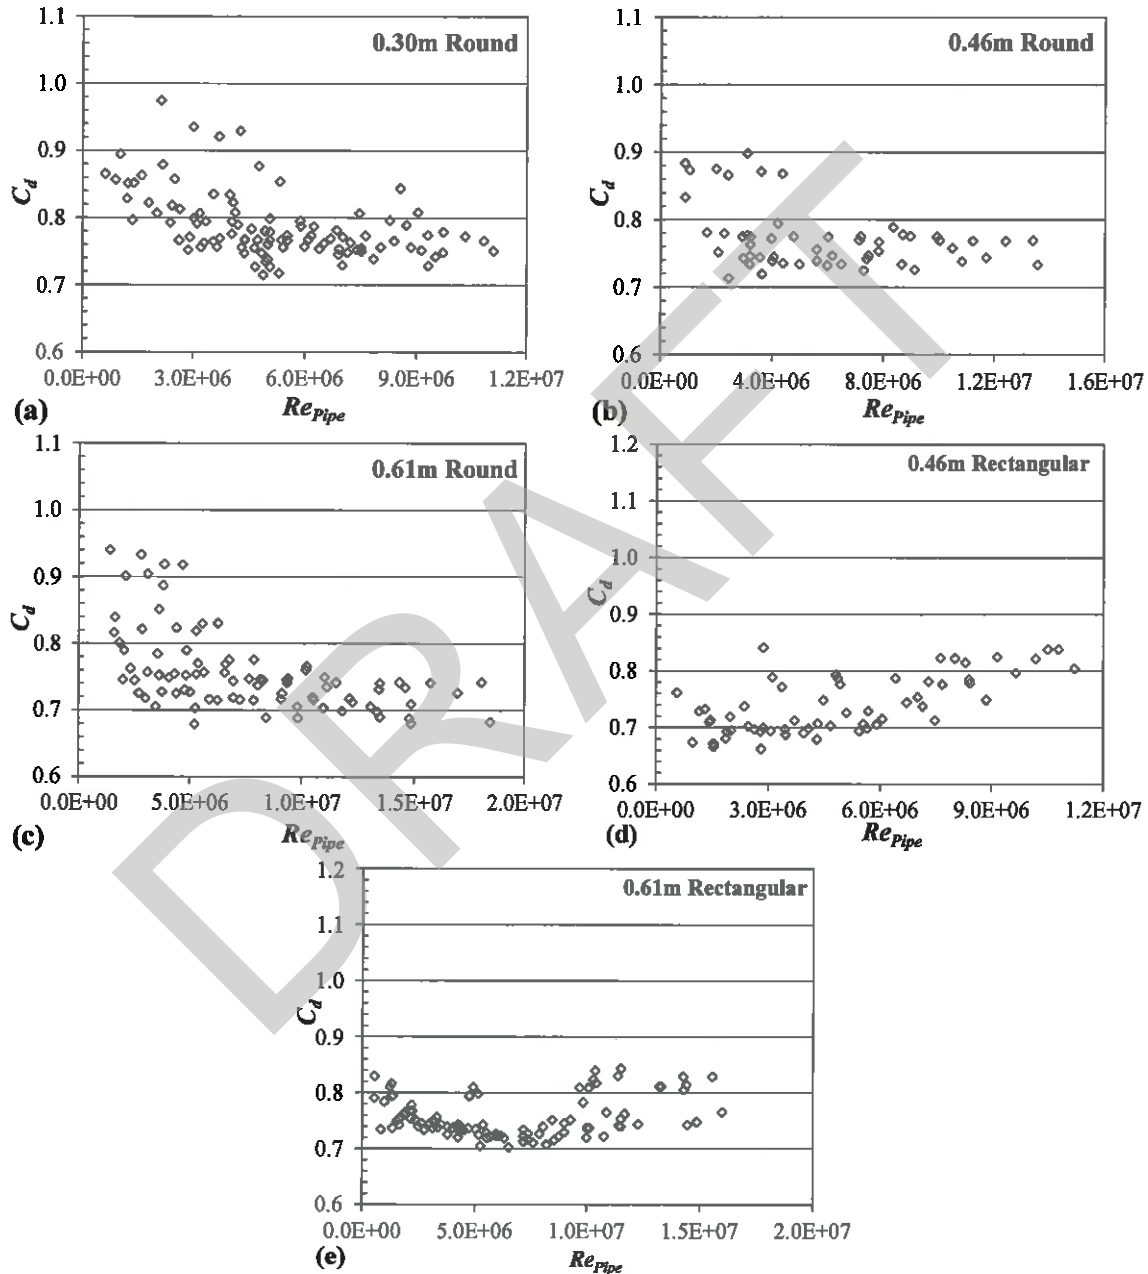 0.30m Round
1.1
1.0
0.9
0.8
0.7
0.6
C_d
0.0E+00 3.0E+06 6.0E+06 9.0E+06 1.2E+07
(a) Re_Pipe
0.46m Round
1.1
1.0
0.9
0.8
0.7
0.6
C_d
0.0E+00 4.0E+06 8.0E+06 1.2E+07 1.6E+07
(b) Re_Pipe
0.61m Round
1.1
1.0
0.9
0.8
0.7
0.6
C_d
0.0E+00 5.0E+06 1.0E+07 1.5E+07 2.0E+07
(c) Re_Pipe
0.46m Rectangular
1.2
1.1
1.0
0.9
0.8
0.7
0.6
C_d
0.0E+00 3.0E+06 6.0E+06 9.0E+06 1.2E+07
(d) Re_Pipe
0.61m Rectangular
1.2
1.1
1.0
0.9
0.8
0.7
0.6
C_d
0.0E+00 5.0E+06 1.0E+07 1.5E+07 2.0E+07
(e) Re_Pipe
DRAFT